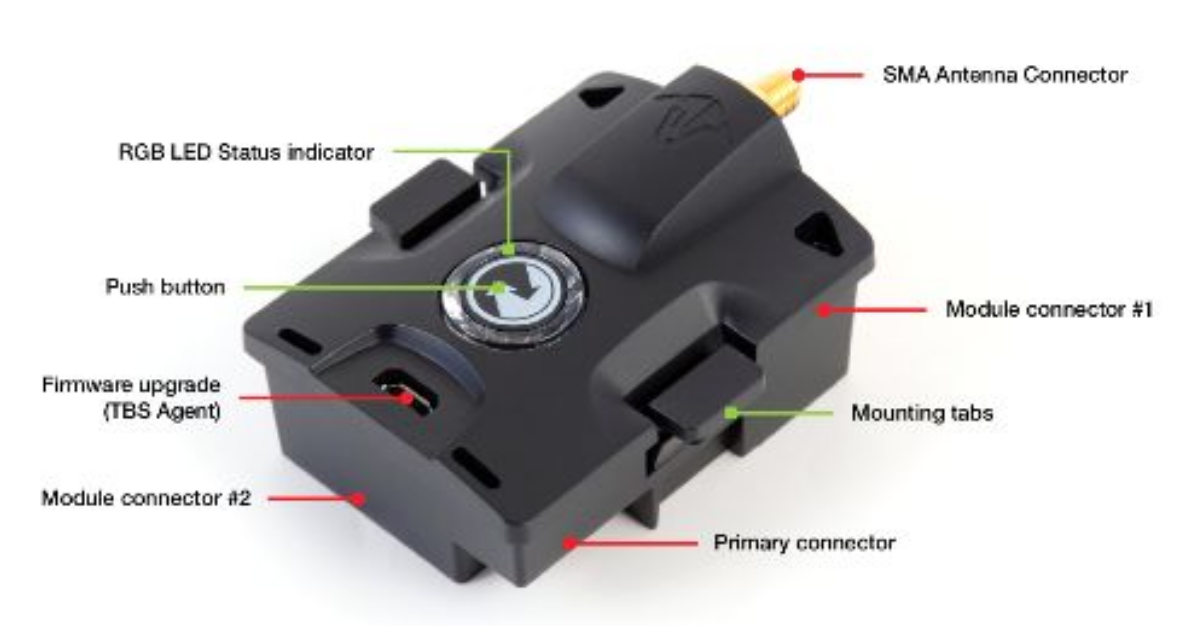 SMA Antenna Connector
RGB LED Status indicator
Push button
Module connector #1
Firmware upgrade
(TBS Agent)
Mounting tabs
Module connector #2
Primary connector